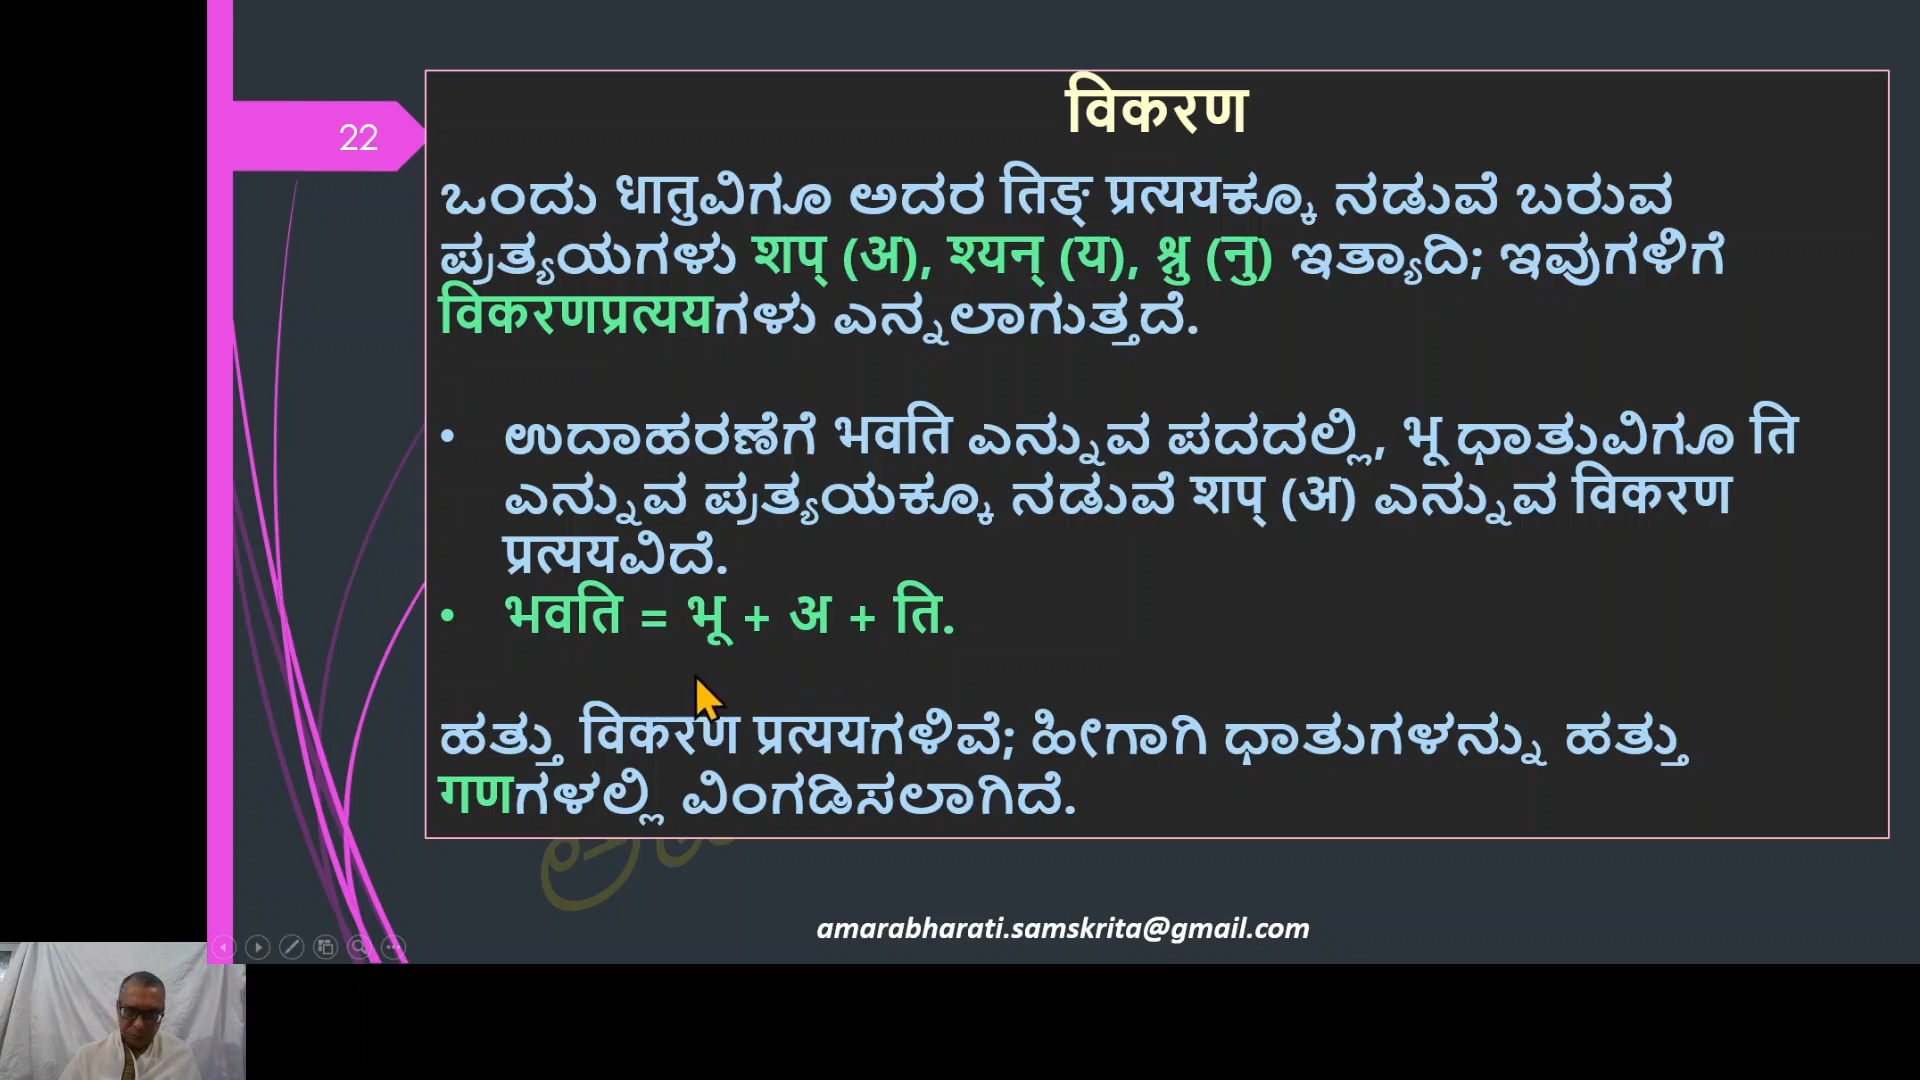 22
विकरण
ಒಂದು धातुವಿಗೂ ಅದರ तिङ् प्रत्ययಕ್ಕೂ ನಡುವೆ ಬರುವ
ಪ್ರತ್ಯಯಗಳು शप् (अ), श्यन् (य), श्नु (नु) ಇತ್ಯಾದಿ; ಇವುಗಳಿಗೆ
विकरणप्रत्ययಗಳು ಎನ್ನಲಾಗುತ್ತದೆ.
• ಉದಾಹರಣೆಗೆ भवति ಎನ್ನುವ ಪದದಲ್ಲಿ, भू ಧಾತುವಿಗೂ ति
ಎನ್ನುವ ಪ್ರತ್ಯಯಕ್ಕೂ ನಡುವೆ शप् (अ) ಎನ್ನುವ विकरण
प्रत्ययವಿದೆ.
• भवति = भू + अ + ति.
ಹತ್ತು विकरण प्रत्ययಗಳಿವೆ; ಹೀಗಾಗಿ ಧಾತುಗಳನ್ನು ಹತ್ತು
गणಗಳಲ್ಲಿ ವಿಂಗಡಿಸಲಾಗಿದೆ.
amarabharati.samskrita@gmail.com